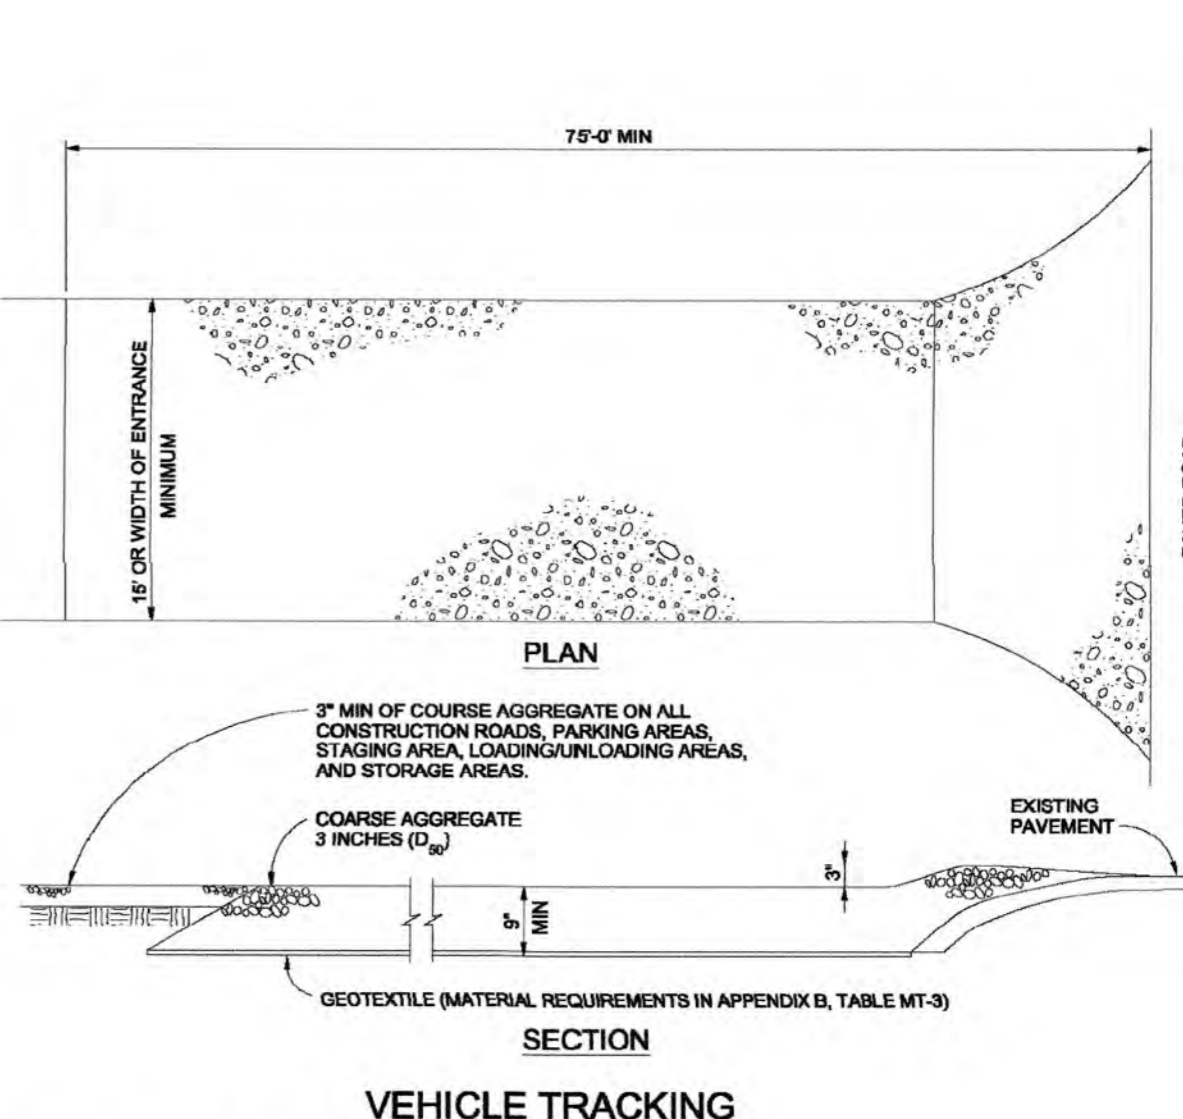 75'-0' MIN
15' OR WIDTH OF ENTRANCE
MINIMUM
PLAN
3" MIN OF COURSE AGGREGATE ON ALL
CONSTRUCTION ROADS, PARKING AREAS,
STAGING AREA, LOADING/UNLOADING AREAS,
AND STORAGE AREAS.
COARSE AGGREGATE
3 INCHES (D50)
EXISTING
PAVEMENT
3"
9"
MIN
GEOTEXTILE (MATERIAL REQUIREMENTS IN APPENDIX B, TABLE MT-3)
SECTION
VEHICLE TRACKING